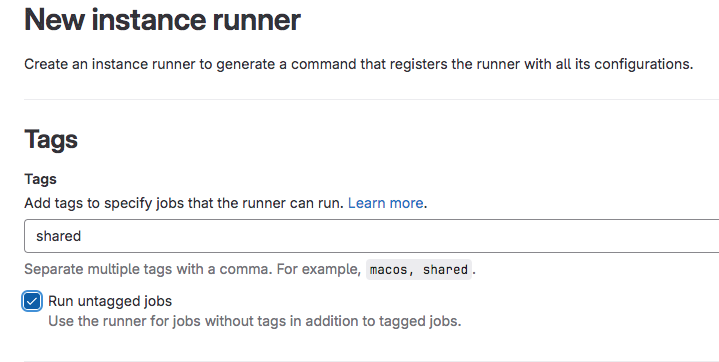 New instance runner
Create an instance runner to generate a command that registers the runner with all its configurations.
Tags
Tags
Add tags to specify jobs that the runner can run. Learn more.
shared
Separate multiple tags with a comma. For example, macos, shared.
Run untagged jobs
Use the runner for jobs without tags in addition to tagged jobs.